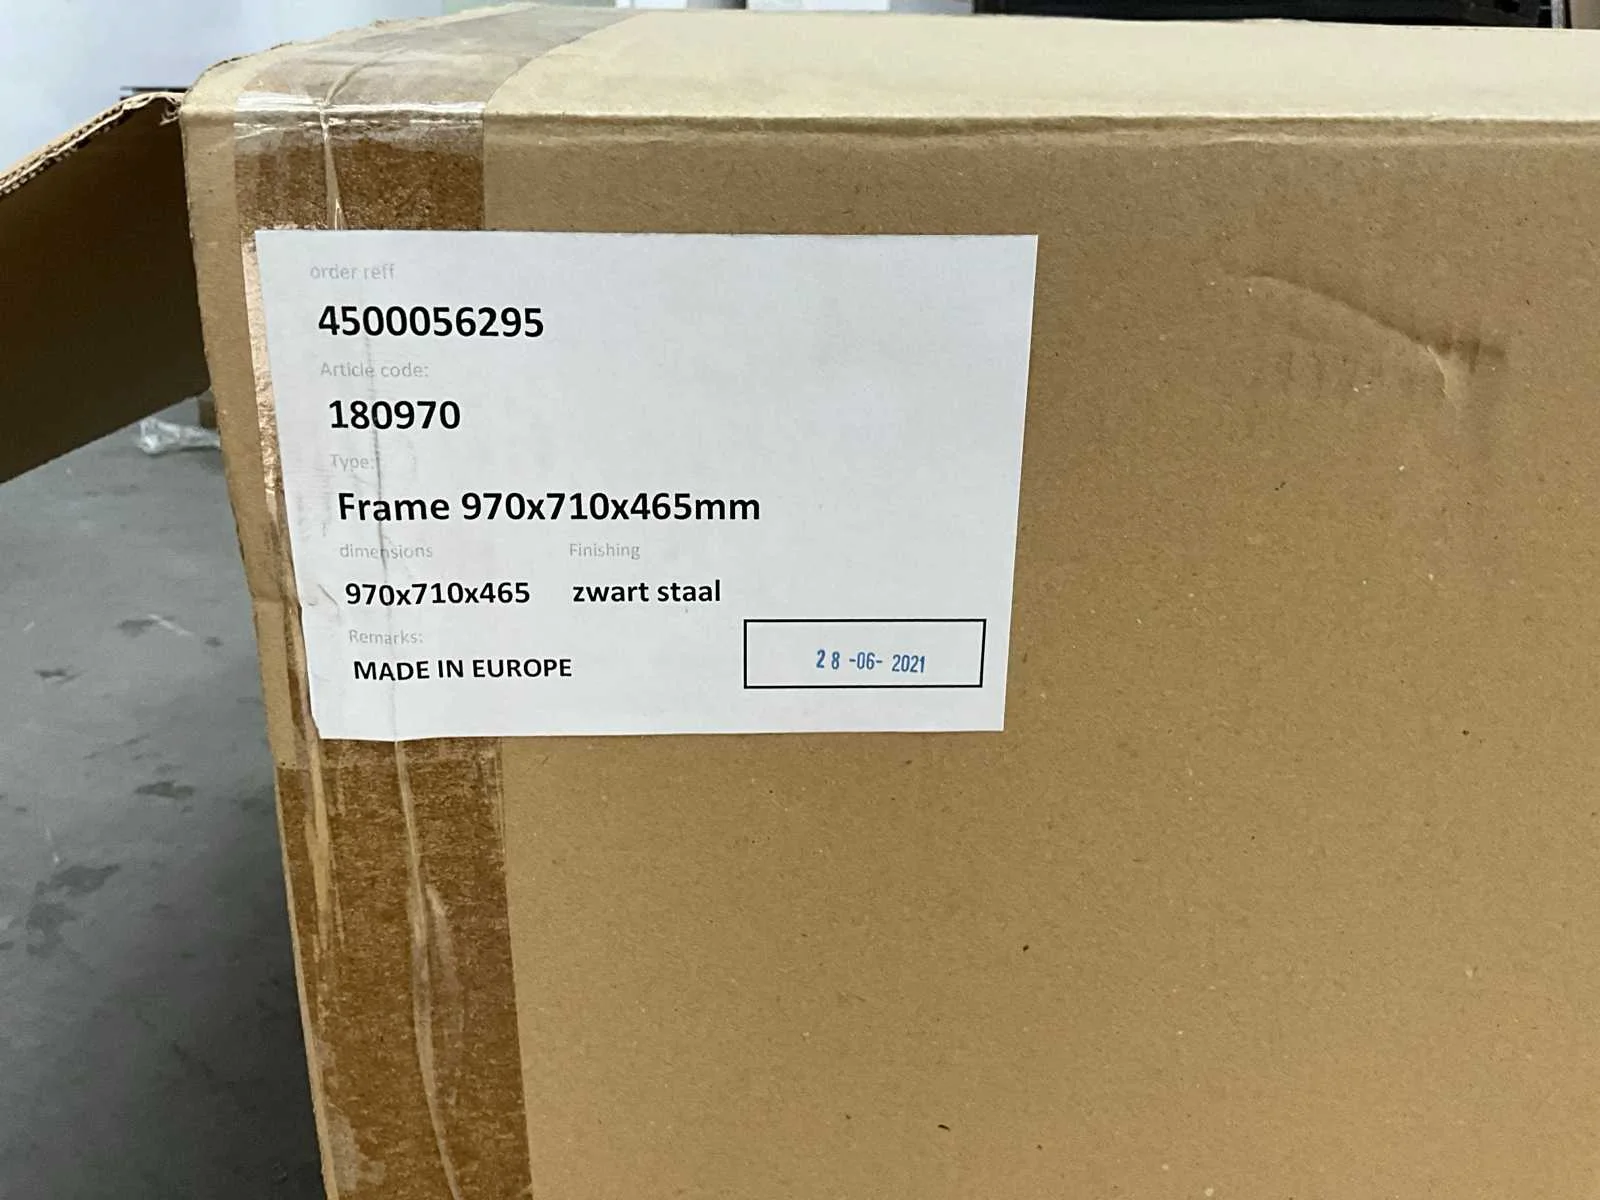 order reff
4500056295
Article code:
180970
Type:
Frame 970x710x465mm
dimensions Finishing
970x710x465 zwart staal
Remarks:
MADE IN EUROPE
28-06-2021